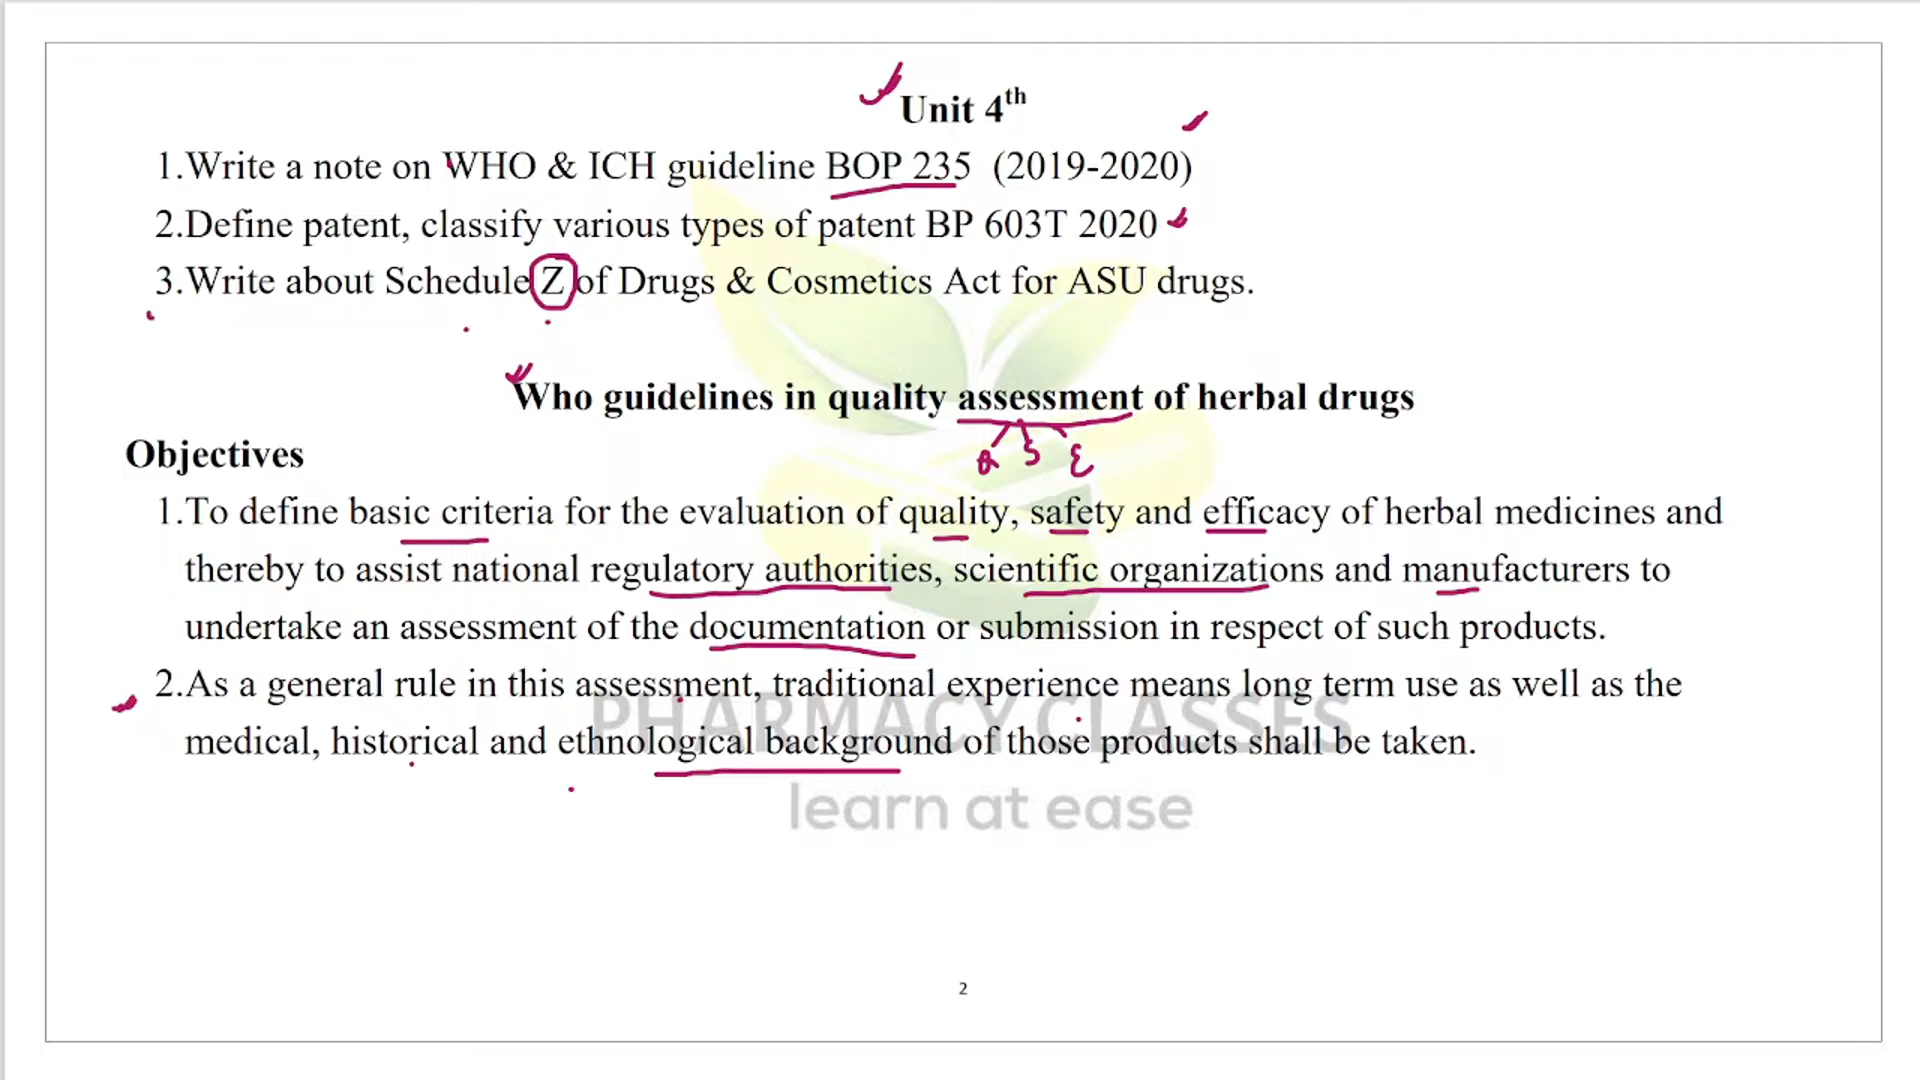 Unit 4th
1.Write a note on WHO & ICH guideline BOP 235 (2019-2020)
2.Define patent, classify various types of patent BP 603T 2020
3.Write about Schedule Z of Drugs & Cosmetics Act for ASU drugs.
Who guidelines in quality assessment of herbal drugs
Q S E
Objectives
1.To define basic criteria for the evaluation of quality, safety and efficacy of herbal medicines and
thereby to assist national regulatory authorities, scientific organizations and manufacturers to
undertake an assessment of the documentation or submission in respect of such products.
2.As a general rule in this assessment, traditional experience means long term use as well as the
PHARMACY CLASSES
medical, historical and ethnological background of those products shall be taken.
learn at ease
2